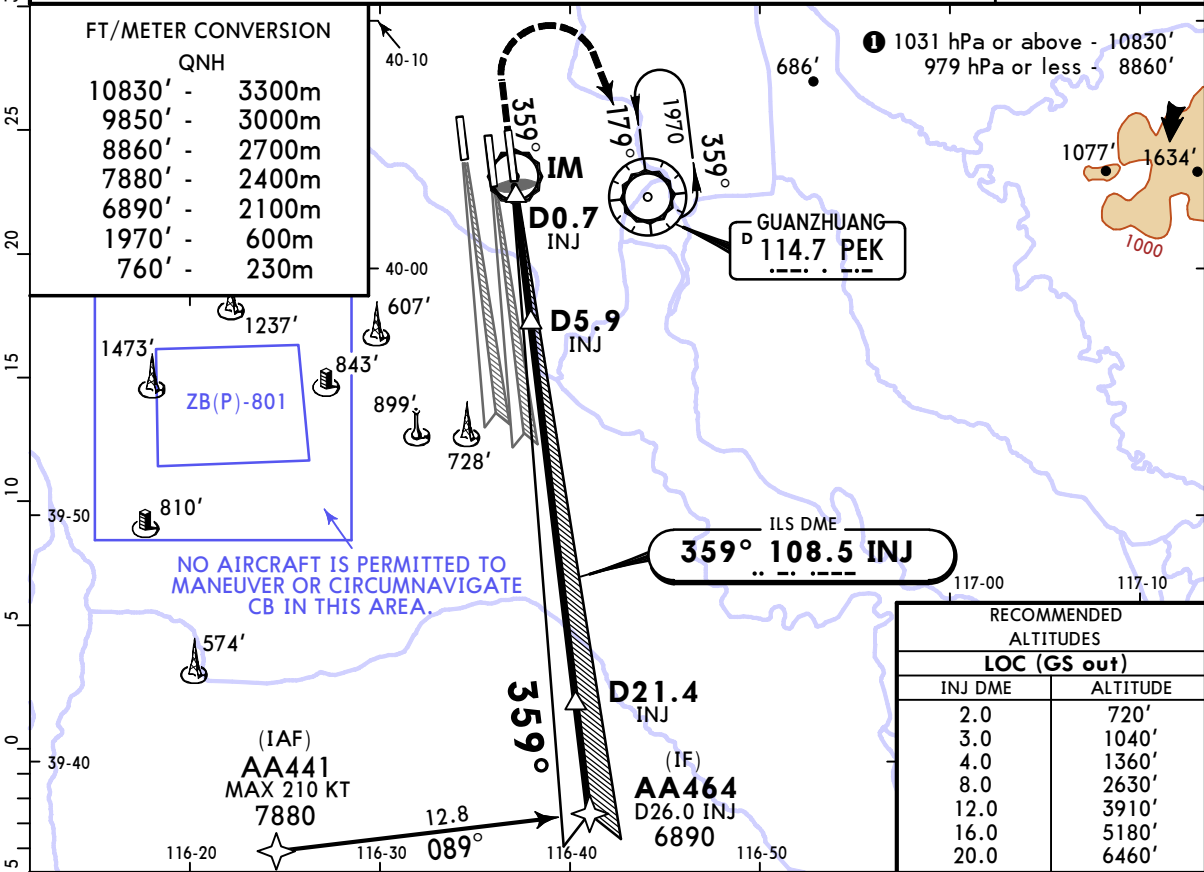 FT/METER CONVERSION
QNH
10830' - 3300m
9850' - 3000m
8860' - 2700m
7880' - 2400m
6890' - 2100m
1970' - 600m
760' - 230m
40-10
❶ 1031 hPa or above - 10830'
979 hPa or less - 8860'
686'
1077'
1634'
1000
359°
179°
1970
359°
IM
D0.7
INJ
GUANZHUANG
D 114.7 PEK
40-00
D5.9
INJ
1237'
607'
1473'
843'
ZB(P)-801
899'
728'
810'
39-50
NO AIRCRAFT IS PERMITTED TO
MANEUVER OR CIRCUMNAVIGATE
CB IN THIS AREA.
ILS DME
359° 108.5 INJ
117-00
117-10
574'
359°
D21.4
INJ
39-40
(IAF)
AA441
MAX 210 KT
7880
12.8
089°
(IF)
AA464
D26.0 INJ
6890
116-20
116-30
116-40
116-50
RECOMMENDED
ALTITUDES
LOC (GS out)
INJ DME ALTITUDE
2.0 720'
3.0 1040'
4.0 1360'
8.0 2630'
12.0 3910'
16.0 5180'
20.0 6460'
25
20
15
10
5
0
5